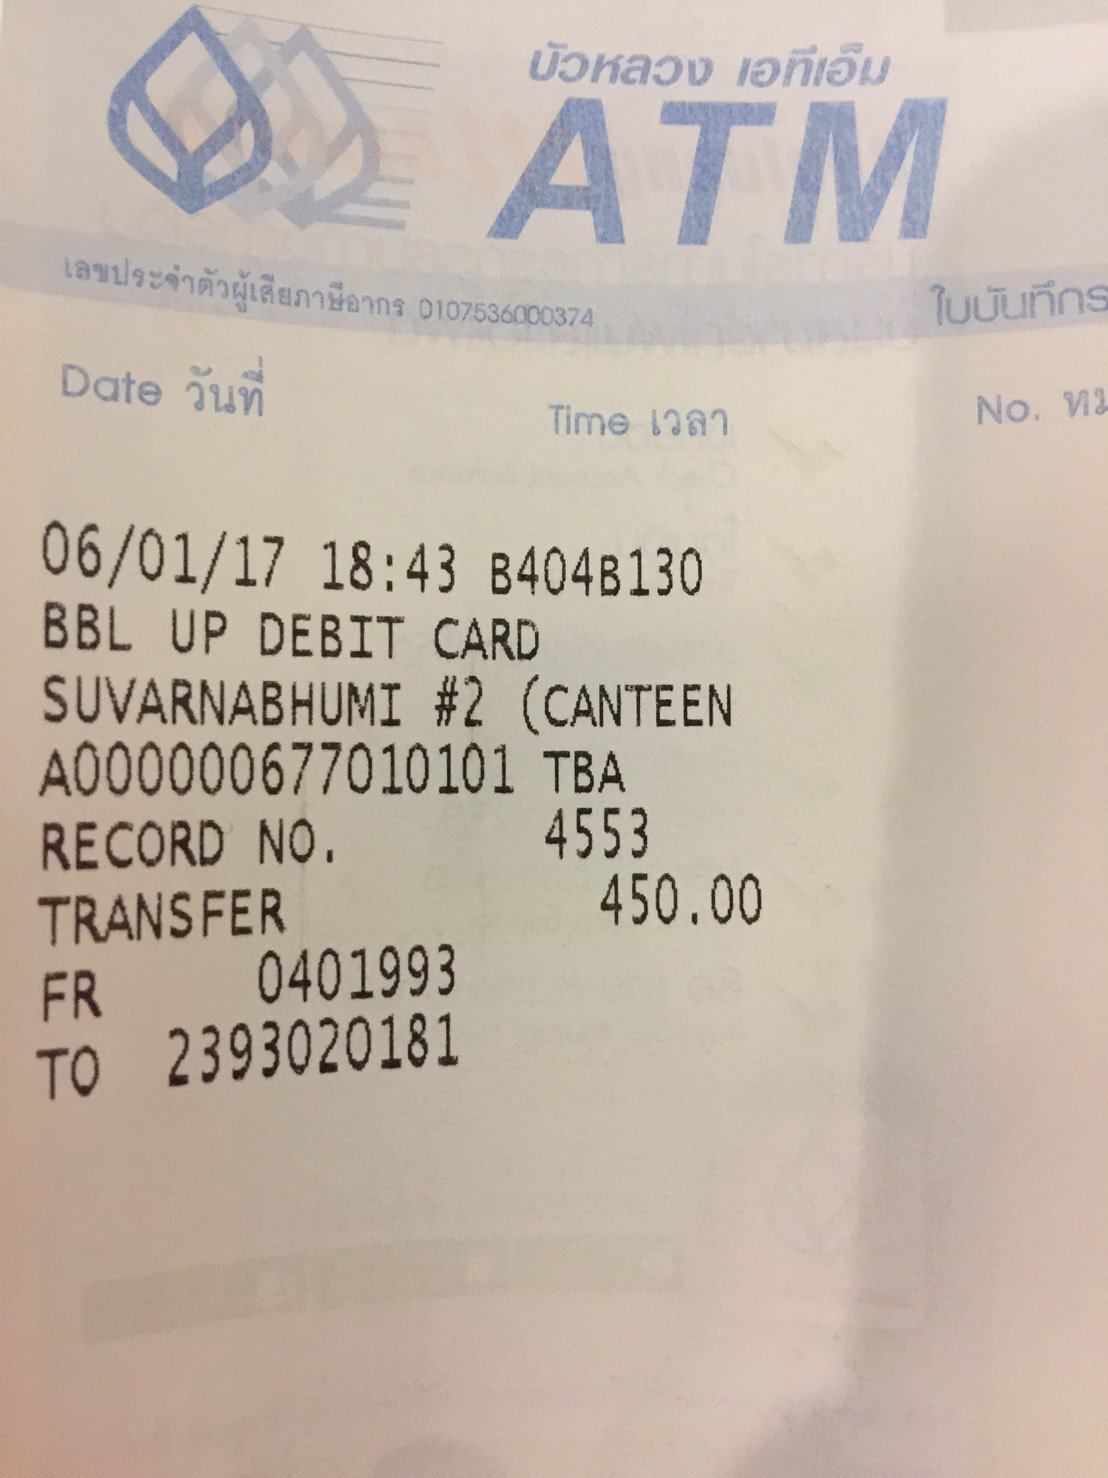 บัวหลวง เอทีเอ็ม
ATM
เลขประจำตัวผู้เสียภาษีอากร 0107536000374
ใบบันทึกร
Date วันที่
Time เวลา
No. หม
06/01/17 18:43 B404B130
BBL UP DEBIT CARD
SUVARNABHUMI #2 (CANTEEN
A000000677010101 TBA
RECORD NO. 4553
TRANSFER 450.00
FR 0401993
TO 2393020181